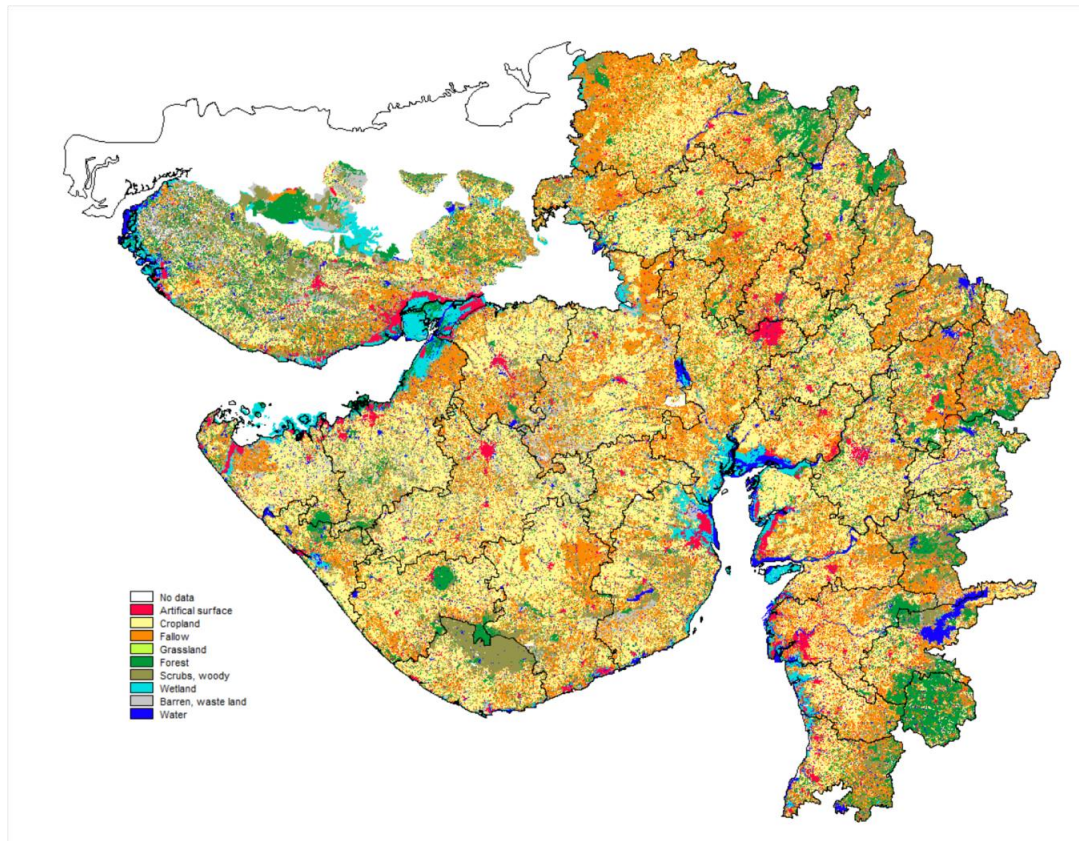 No data
Artifical surface
Cropland
Fallow
Grassland
Forest
Scrubs, woody
Wetland
Barren, waste land
Water